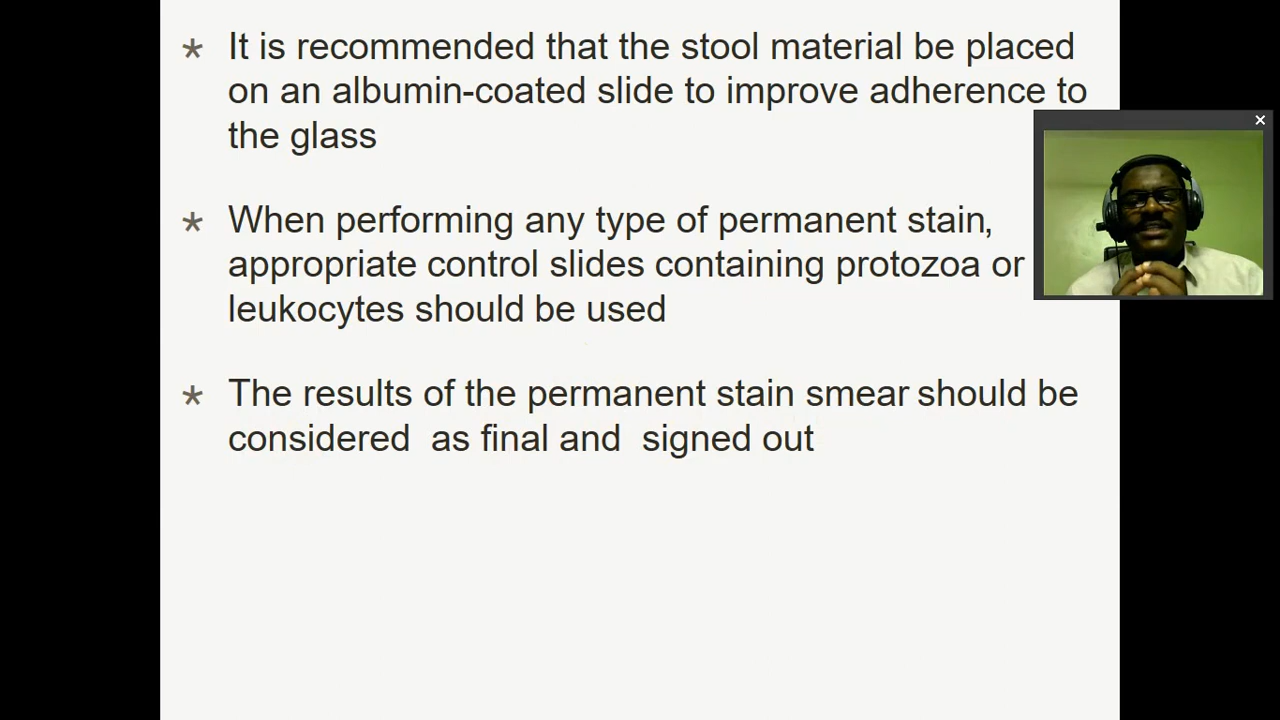 * It is recommended that the stool material be placed
on an albumin-coated slide to improve adherence to
the glass
* When performing any type of permanent stain,
appropriate control slides containing protozoa or
leukocytes should be used
* The results of the permanent stain smear should be
considered as final and signed out